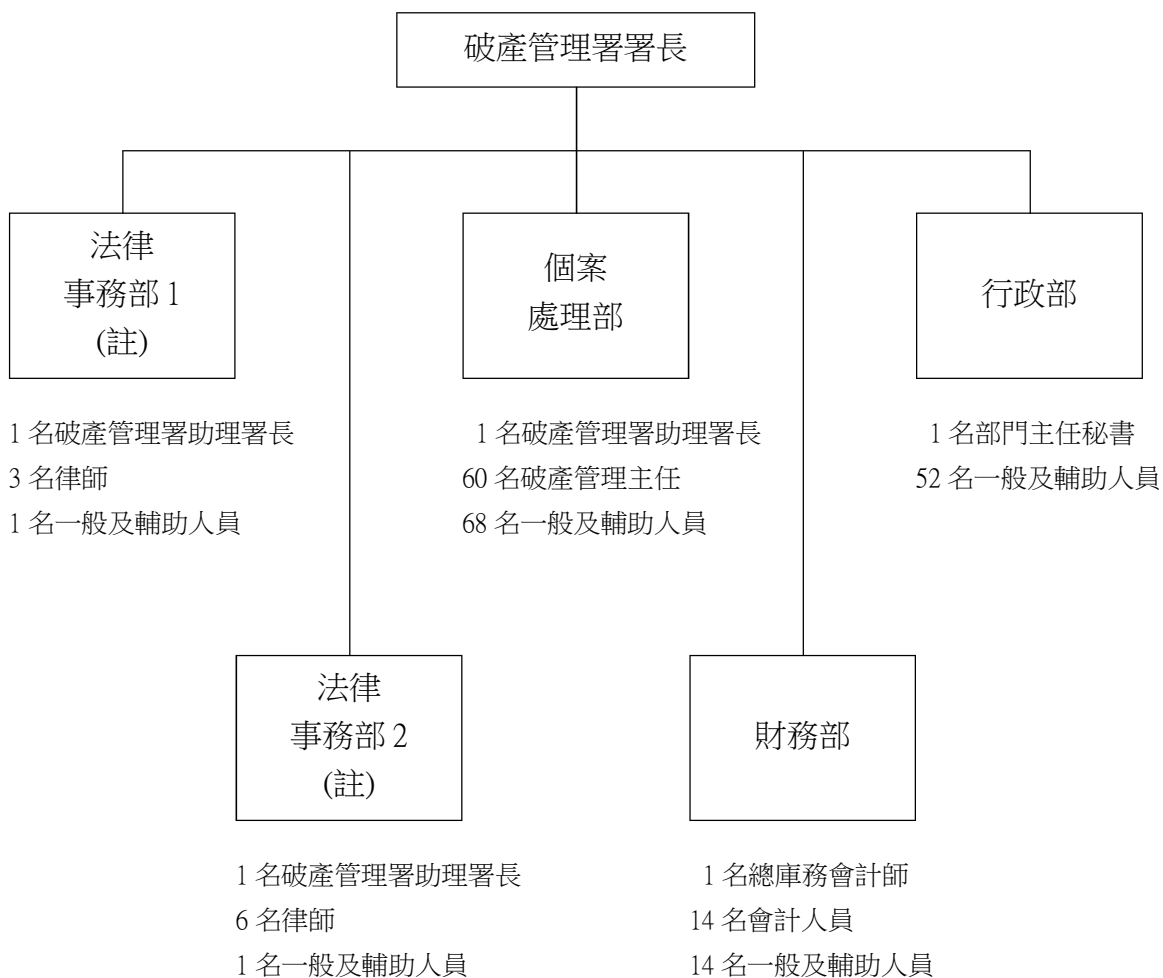 破產管理署署長
法律
事務部 1
(註)
1 名破產管理署助理署長
3 名律師
1 名一般及輔助人員
個案
處理部
1 名破產管理署助理署長
60 名破產管理主任
68 名一般及輔助人員
行政部
1 名部門主任秘書
52 名一般及輔助人員
法律
事務部 2
(註)
1 名破產管理署助理署長
6 名律師
1 名一般及輔助人員
財務部
1 名總庫務會計師
14 名會計人員
14 名一般及輔助人員